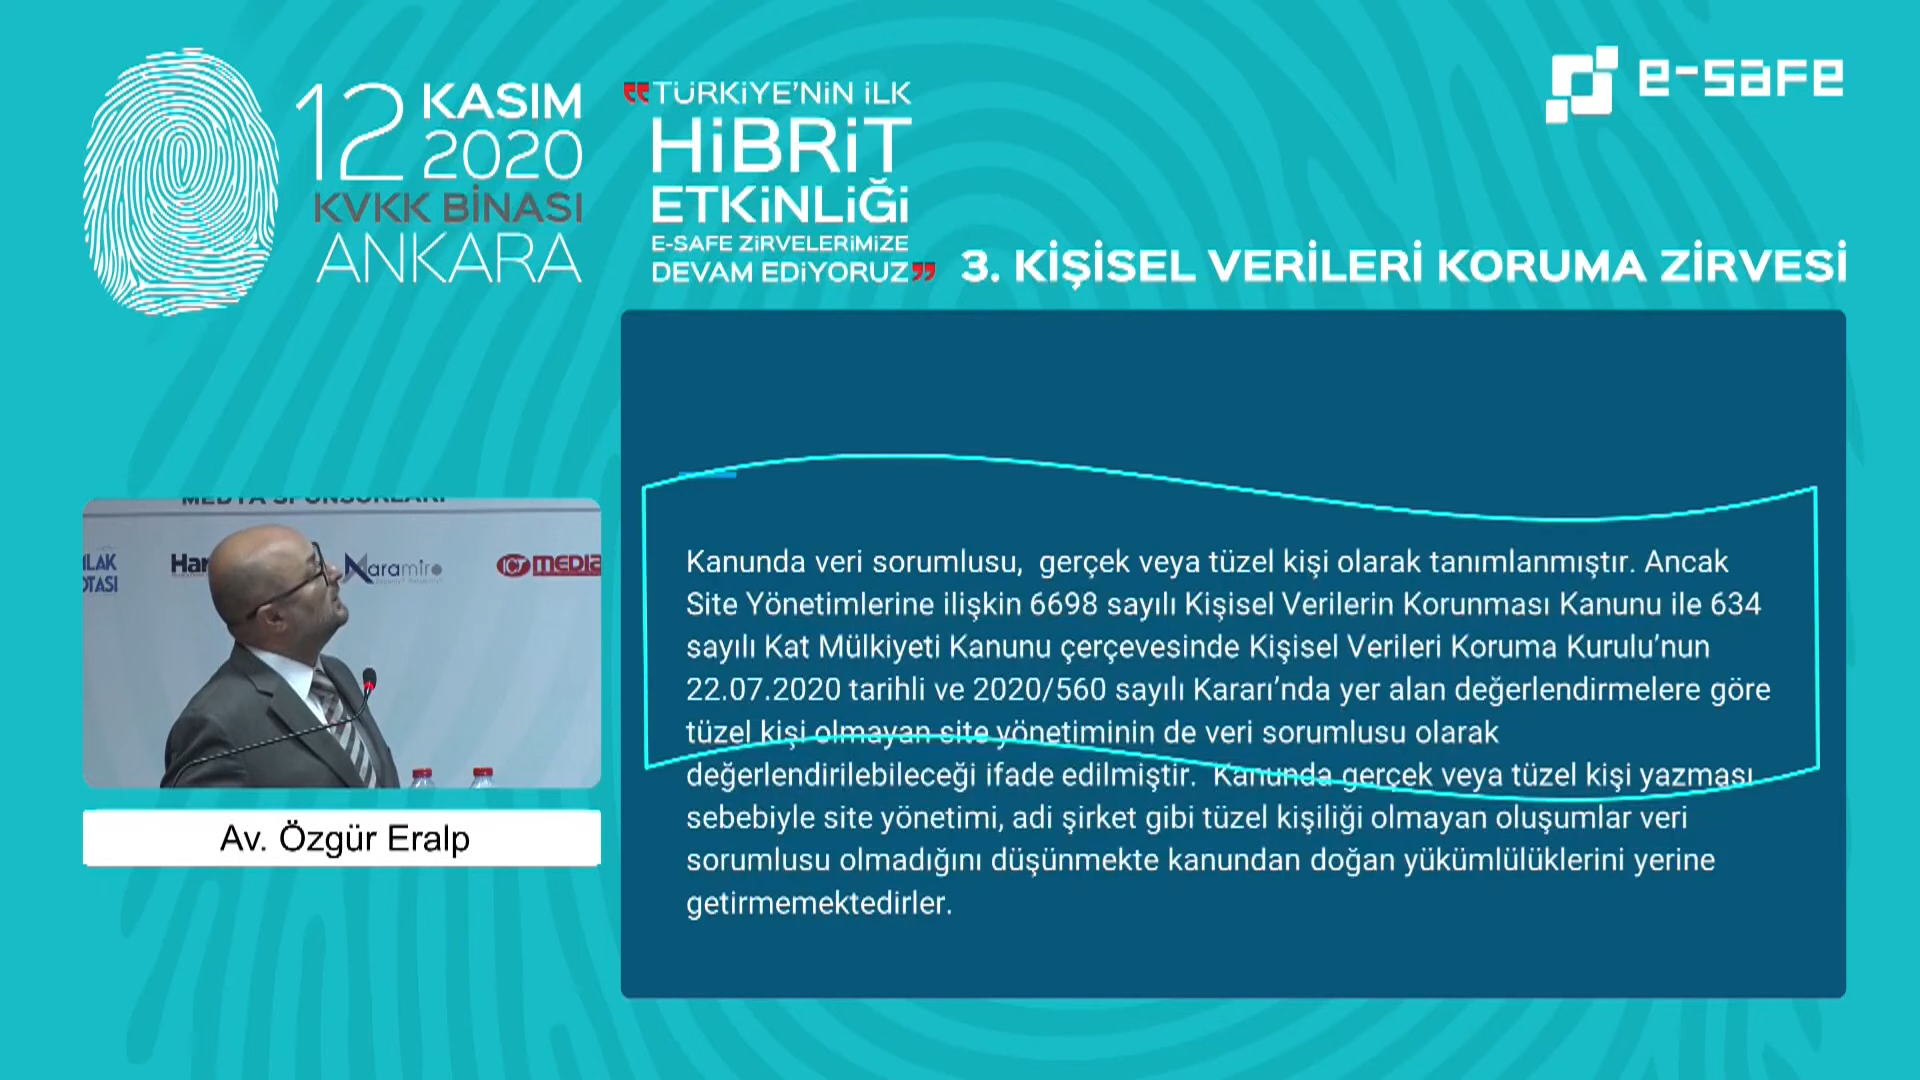 12 KASIM
2020
KVKK BİNASI
ANKARA
TÜRKİYE'NİN İLK
HİBRİT
ETKİNLİĞİ
E-SAFE ZİRVELERİMİZE
DEVAM EDİYORUZ
e-safe
3. KİŞİSEL VERİLERİ KORUMA ZİRVESİ
MEDYA SPONSORLARI
Karamiro
MEDIA
Av. Özgür Eralp
Kanunda veri sorumlusu, gerçek veya tüzel kişi olarak tanımlanmıştır. Ancak
Site Yönetimlerine ilişkin 6698 sayılı Kişisel Verilerin Korunması Kanunu ile 634
sayılı Kat Mülkiyeti Kanunu çerçevesinde Kişisel Verileri Koruma Kurulu'nun
22.07.2020 tarihli ve 2020/560 sayılı Kararı'nda yer alan değerlendirmelere göre
tüzel kişi olmayan site yönetiminin de veri sorumlusu olarak
değerlendirilebileceği ifade edilmiştir. Kanunda gerçek veya tüzel kişi yazması
sebebiyle site yönetimi, adi şirket gibi tüzel kişiliği olmayan oluşumlar veri
sorumlusu olmadığını düşünmekte kanundan doğan yükümlülüklerini yerine
getirmemektedirler.